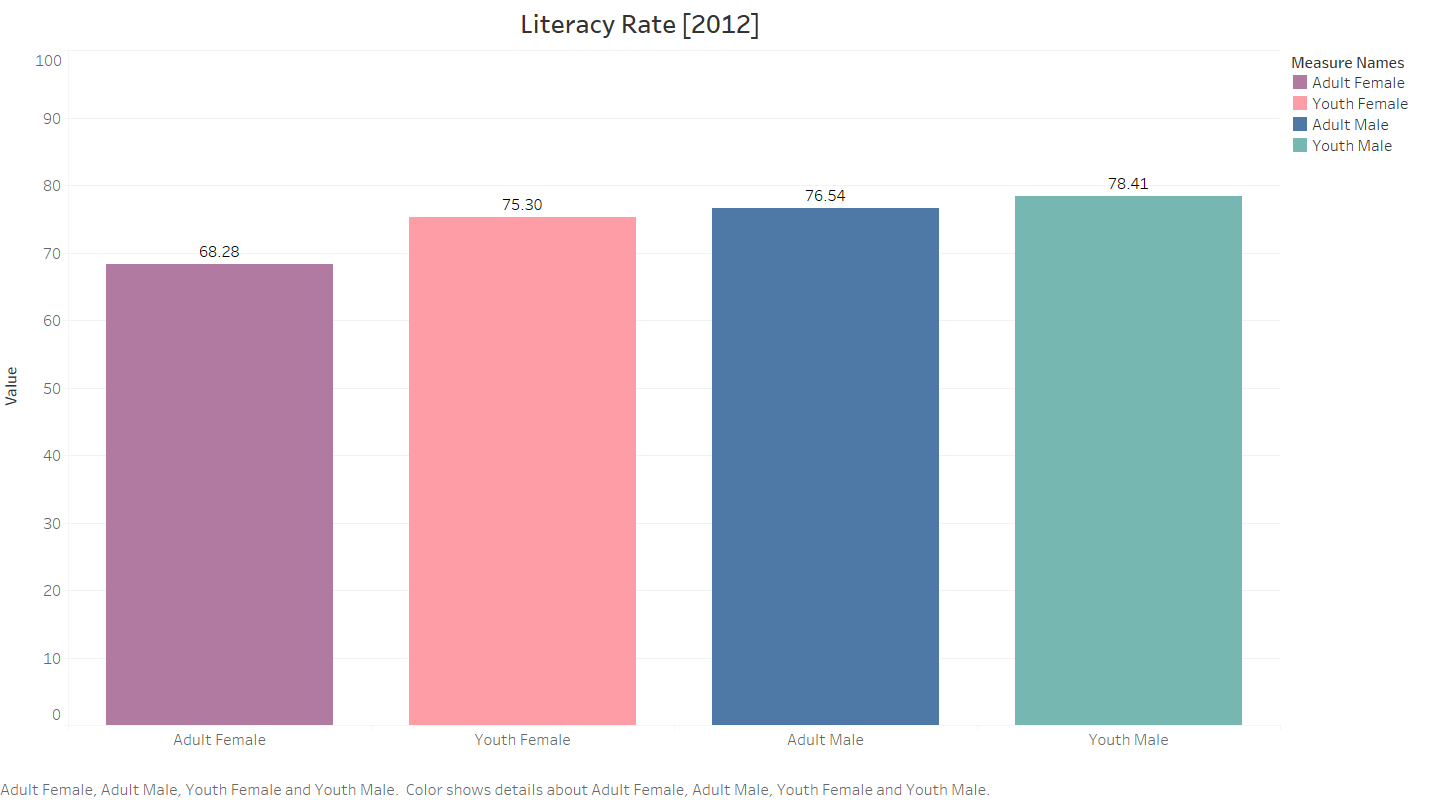 Literacy Rate [2012]
100
90
80
70
60
50
40
30
20
10
0
Value
68.28
75.30
76.54
78.41
Adult Female
Youth Female
Adult Male
Youth Male
Measure Names
Adult Female
Youth Female
Adult Male
Youth Male
Adult Female, Adult Male, Youth Female and Youth Male.  Color shows details about Adult Female, Adult Male, Youth Female and Youth Male.